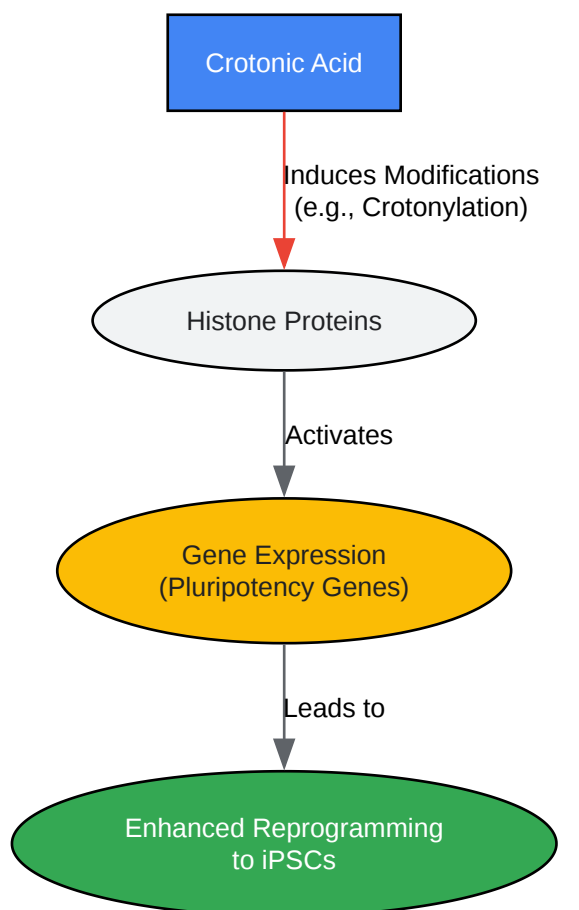 Crotonic Acid
Induces Modifications
(e.g., Crotonylation)
Histone Proteins
Activates
Gene Expression
(Pluripotency Genes)
Leads to
Enhanced Reprogramming
to iPSCs